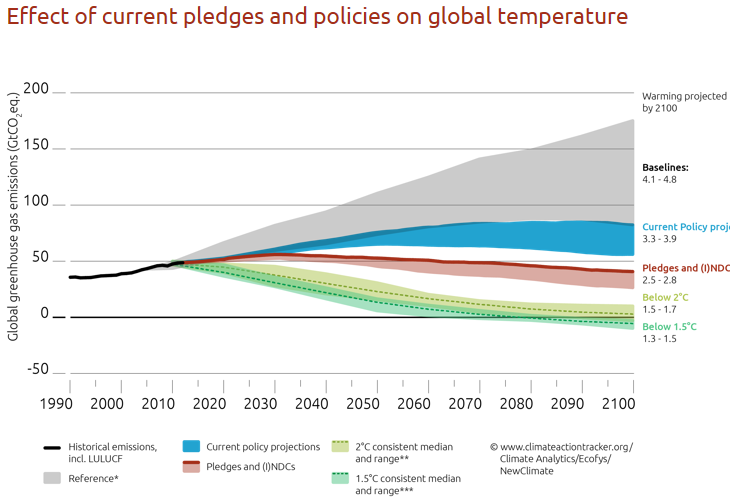 Effect of current pledges and policies on global temperature
Global greenhouse gas emissions (GtCO2eq.)
200
150
100
50
0
-50
1990
2000
2010
2020
2030
2040
2050
2060
2070
2080
2090
2100
Warming projected
by 2100
Baselines:
4.1 - 4.8
Current Policy proje
3.3 - 3.9
Pledges and (I)NDC
2.5 - 2.8
Below 2°C
1.5 - 1.7
Below 1.5°C
1.3 - 1.5
Historical emissions,
incl. LULUCF
Reference*
Current policy projections
Pledges and (I)NDCs
2°C consistent median
and range**
1.5°C consistent median
and range***
© www.climateactiontracker.org/
Climate Analytics/Ecofys/
NewClimate